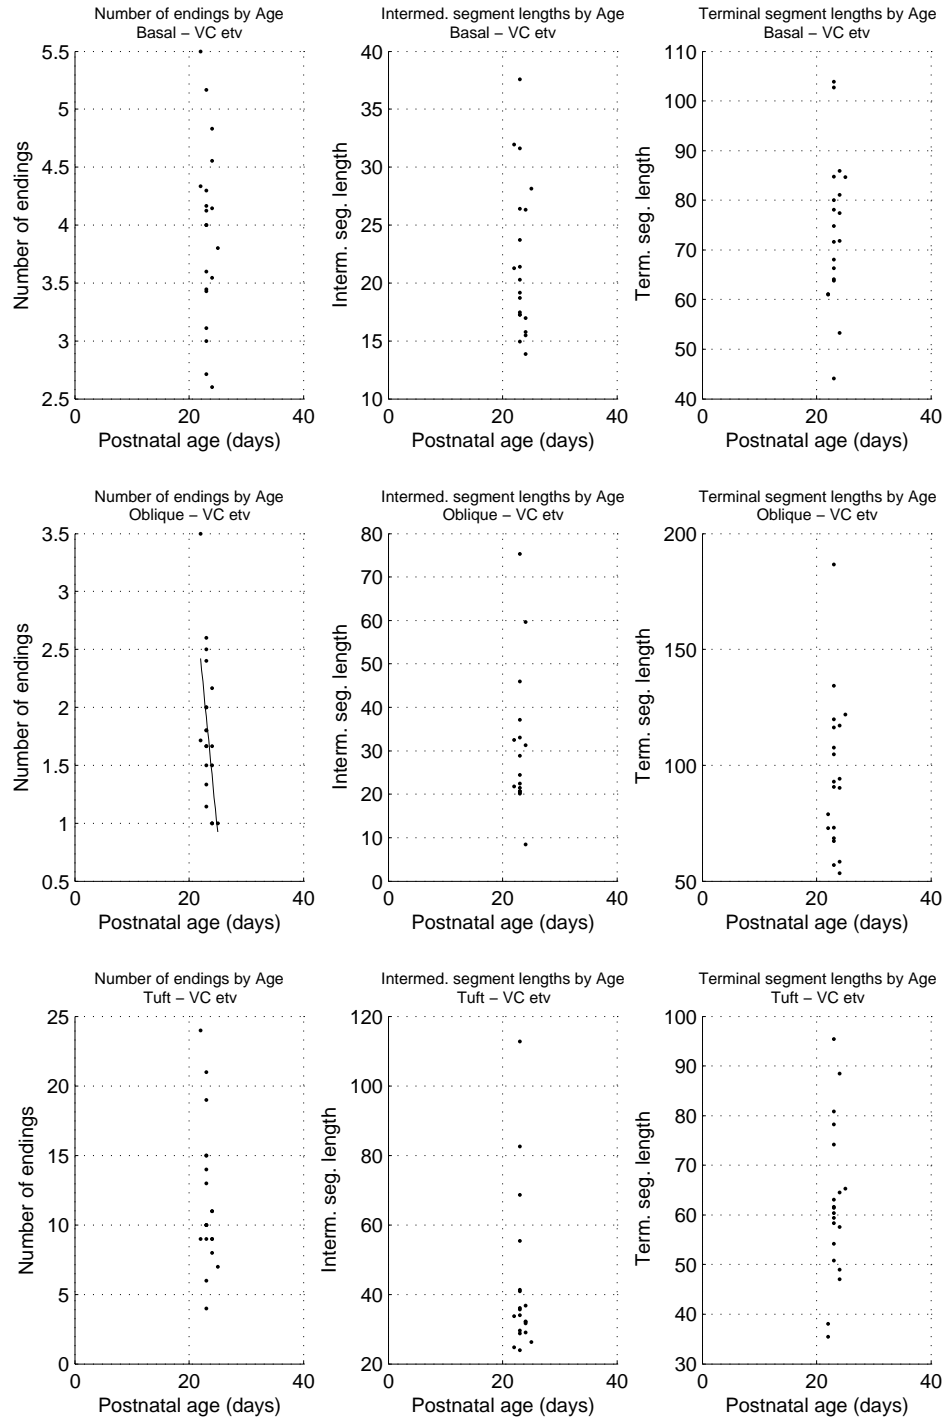 Number of endings by Age
Basal – VC etv
5.5
5
4.5
4
3.5
3
2.5
0
20
40
Number of endings
Postnatal age (days)
Intermed. segment lengths by Age
Basal – VC etv
40
35
30
25
20
15
10
0
20
40
Interm. seg. length
Postnatal age (days)
Terminal segment lengths by Age
Basal – VC etv
110
100
90
80
70
60
50
40
0
20
40
Term. seg. length
Postnatal age (days)
Number of endings by Age
Oblique – VC etv
3.5
3
2.5
2
1.5
1
0.5
0
20
40
Number of endings
Postnatal age (days)
Intermed. segment lengths by Age
Oblique – VC etv
80
70
60
50
40
30
20
10
0
0
20
40
Interm. seg. length
Postnatal age (days)
Terminal segment lengths by Age
Oblique – VC etv
200
150
100
50
0
20
40
Term. seg. length
Postnatal age (days)
Number of endings by Age
Tuft – VC etv
25
20
15
10
5
0
0
20
40
Number of endings
Postnatal age (days)
Intermed. segment lengths by Age
Tuft – VC etv
120
100
80
60
40
20
0
20
40
Interm. seg. length
Postnatal age (days)
Terminal segment lengths by Age
Tuft – VC etv
100
90
80
70
60
50
40
30
0
20
40
Term. seg. length
Postnatal age (days)